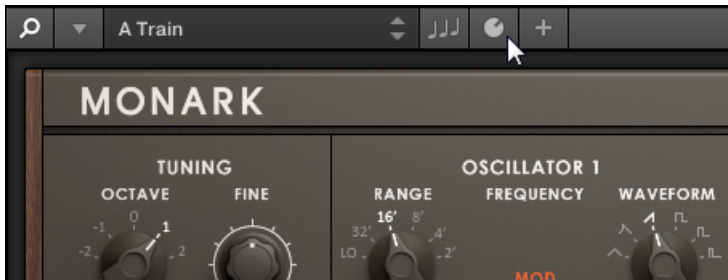 A Train
MONARK
TUNING
OSCILLATOR 1
OCTAVE
FINE
RANGE
FREQUENCY
WAVEFORM
-2
-1
0
1
2
LO
32'
16'
8'
4'
2'
MOD